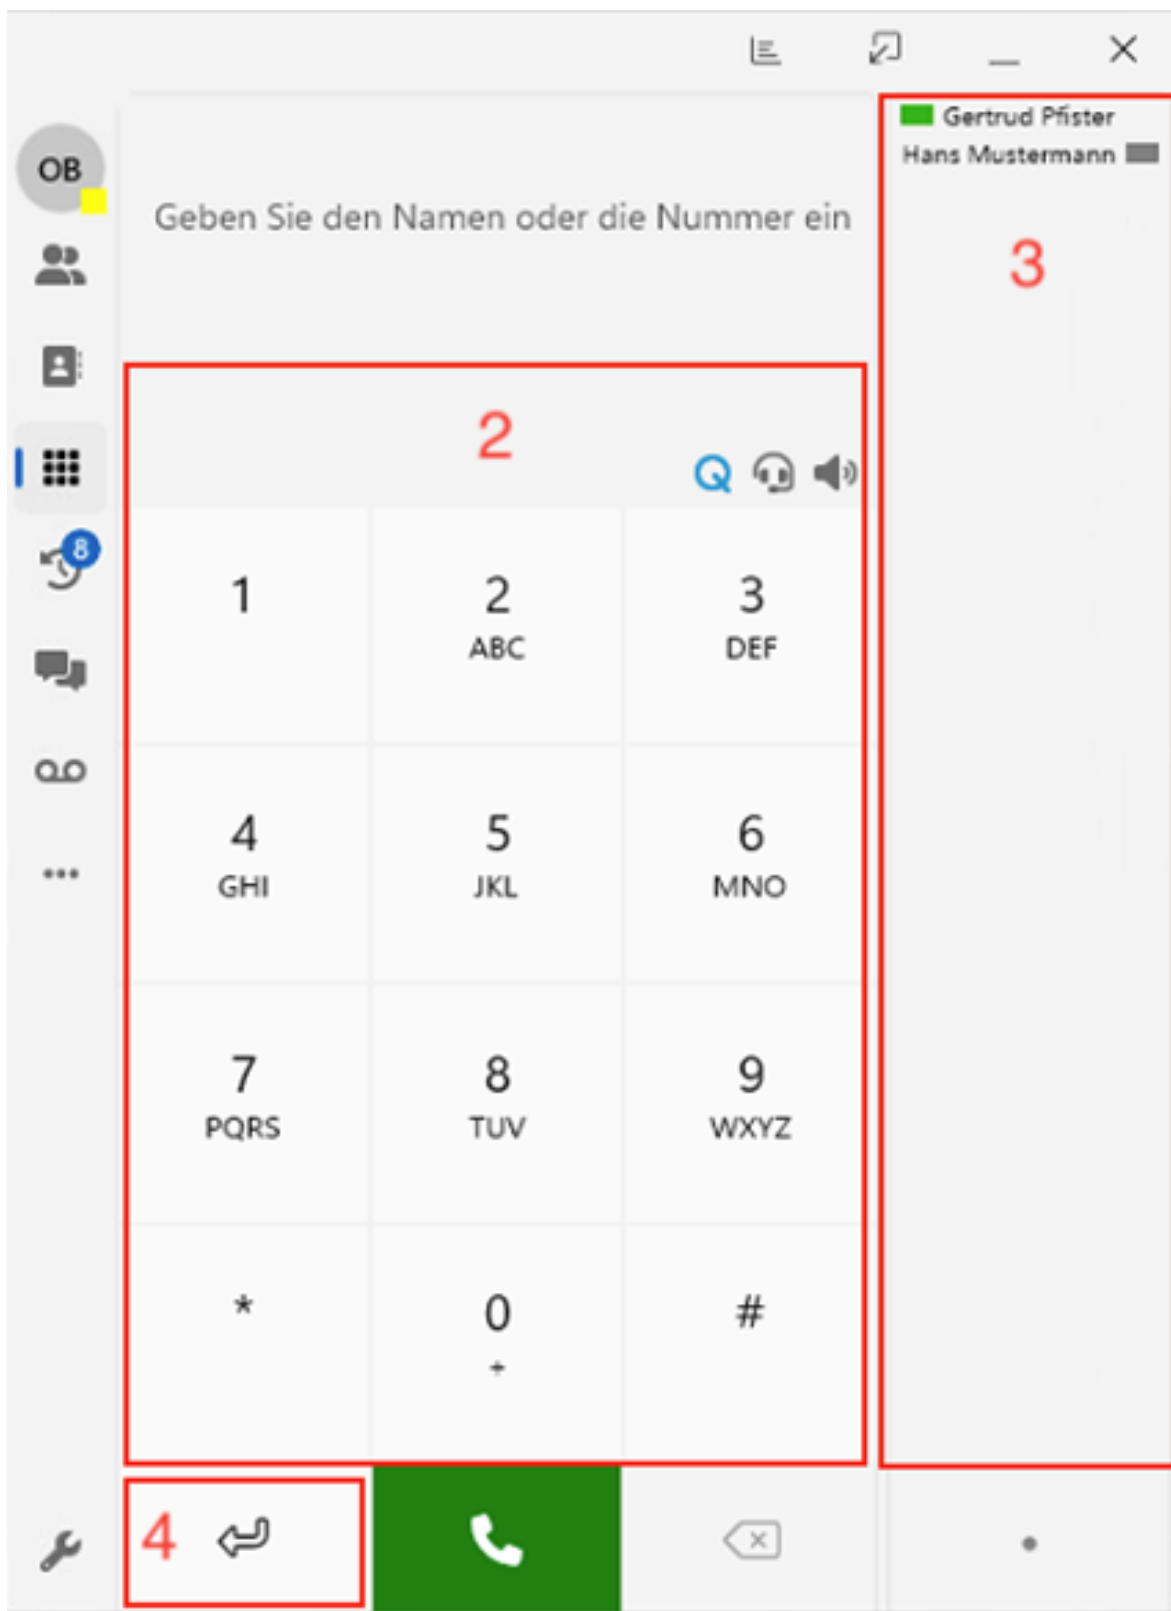 Gertrud Pfister
Hans Mustermann
OB
Geben Sie den Namen oder die Nummer ein
3
2
8
1
2
3
ABC
DEF
4
5
6
GHI
JKL
MNO
7
8
9
PQRS
TUV
WXYZ
*
0
#
+
4